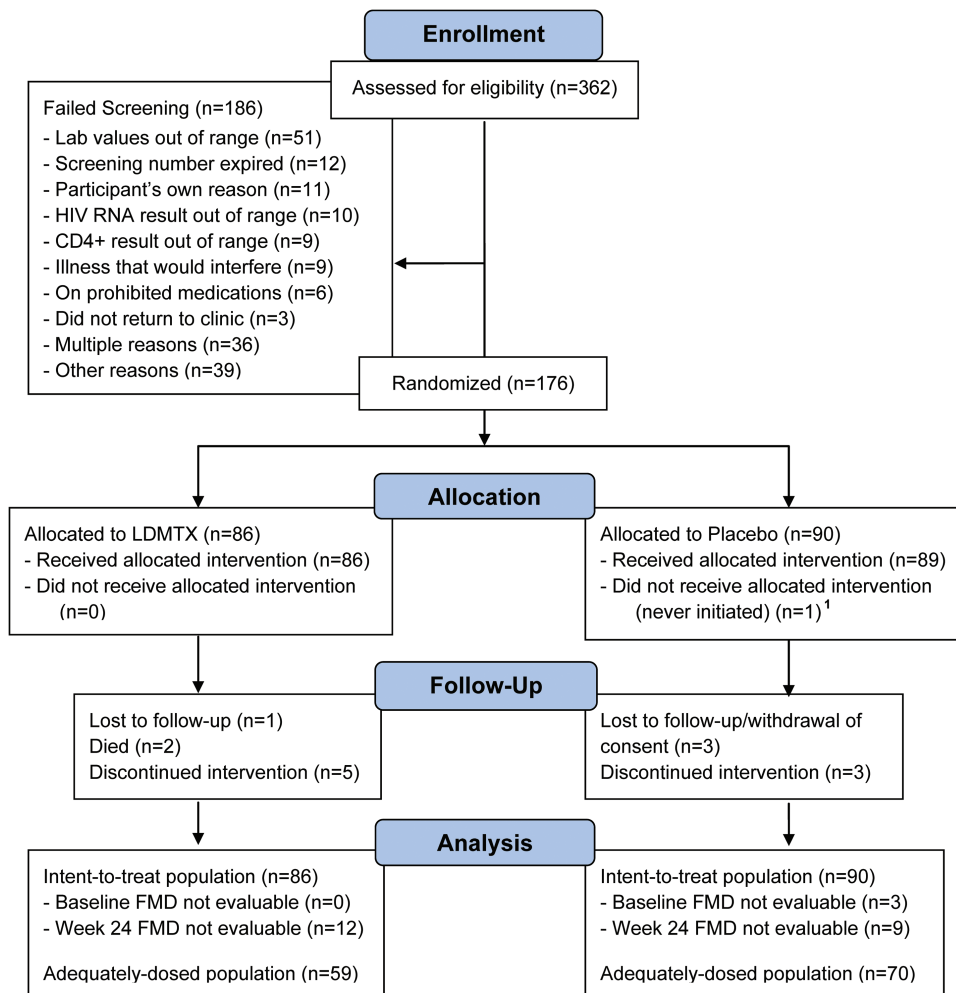 Enrollment
Assessed for eligibility (n=362)
Failed Screening (n=186)
- Lab values out of range (n=51)
- Screening number expired (n=12)
- Participant's own reason (n=11)
- HIV RNA result out of range (n=10)
- CD4+ result out of range (n=9)
- Illness that would interfere (n=9)
- On prohibited medications (n=6)
- Did not return to clinic (n=3)
- Multiple reasons (n=36)
- Other reasons (n=39)
Randomized (n=176)
Allocation
Allocated to LDMTX (n=86)
- Received allocated intervention (n=86)
- Did not receive allocated intervention
(n=0)
Allocated to Placebo (n=90)
- Received allocated intervention (n=89)
- Did not receive allocated intervention
(never initiated) (n=1)¹
Follow-Up
Lost to follow-up (n=1)
Died (n=2)
Discontinued intervention (n=5)
Lost to follow-up/withdrawal of
consent (n=3)
Discontinued intervention (n=3)
Analysis
Intent-to-treat population (n=86)
- Baseline FMD not evaluable (n=0)
- Week 24 FMD not evaluable (n=12)
Adequately-dosed population (n=59)
Intent-to-treat population (n=90)
- Baseline FMD not evaluable (n=3)
- Week 24 FMD not evaluable (n=9)
Adequately-dosed population (n=70)